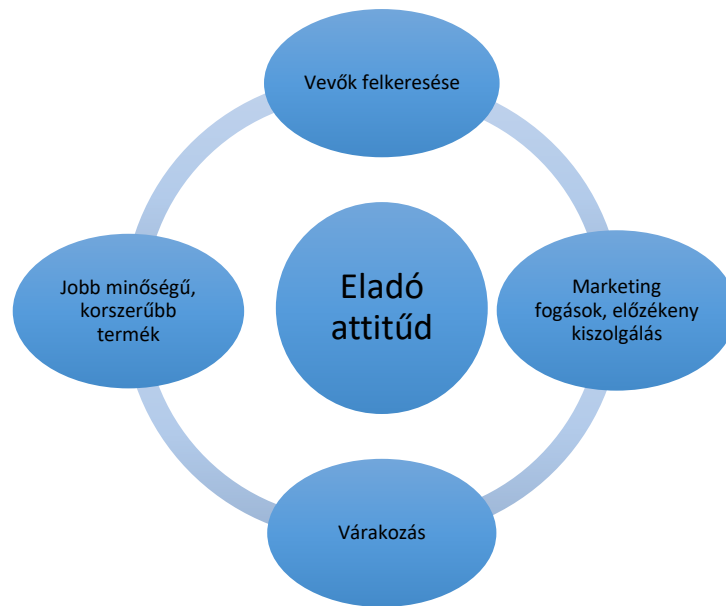 Vevők felkeresése
Jobb minőségű,
korszerűbb
termék
Eladó
attitűd
Marketing
fogások, előzékeny
kiszolgálás
Várakozás